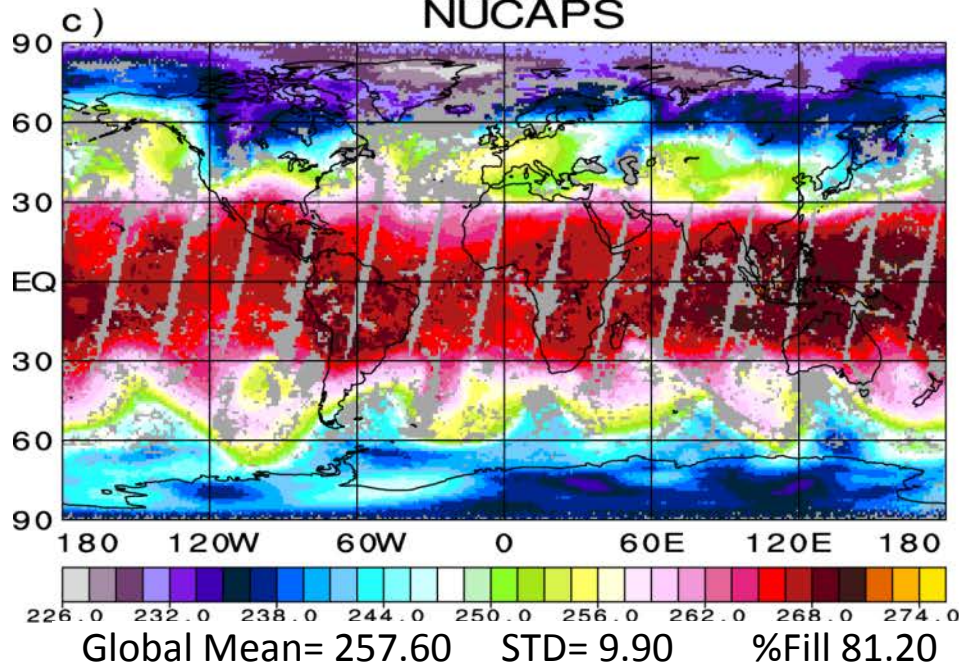 c)
NUCAPS
90
60
30
EQ
30
60
90
180 120W 60W 0 60E 120E 180
226.0 232.0 238.0 244.0 250.0 256.0 262.0 268.0 274.0
Global Mean= 257.60 STD= 9.90 %Fill 81.20